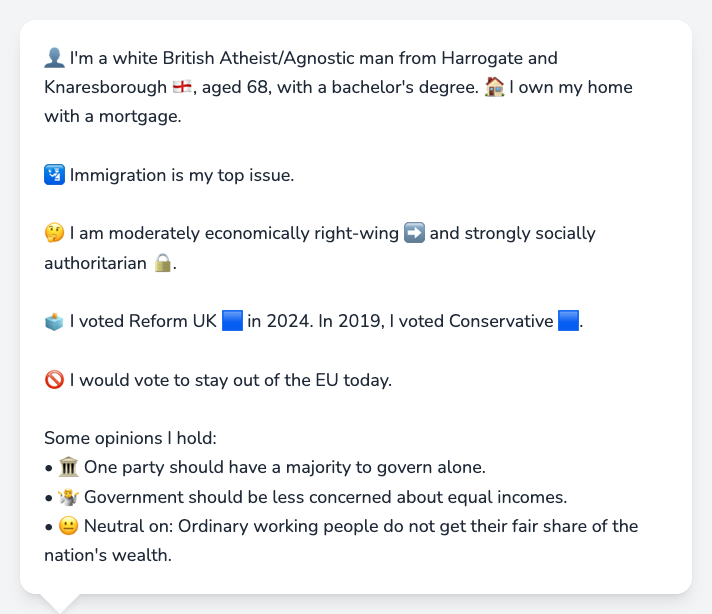 👤 I'm a white British Atheist/Agnostic man from Harrogate and
Knaresborough 🏴󠁧󠁢󠁥󠁮󠁧󠁿, aged 68, with a bachelor's degree. 🏠 I own my home
with a mortgage.
🛂 Immigration is my top issue.
🤔 I am moderately economically right-wing ➡️ and strongly socially
authoritarian 🔒.
🗳️ I voted Reform UK 🟦 in 2024. In 2019, I voted Conservative 🟦.
🚫 I would vote to stay out of the EU today.
Some opinions I hold:
• 🏛️ One party should have a majority to govern alone.
• 🤷 Government should be less concerned about equal incomes.
• 😐 Neutral on: Ordinary working people do not get their fair share of the
nation's wealth.